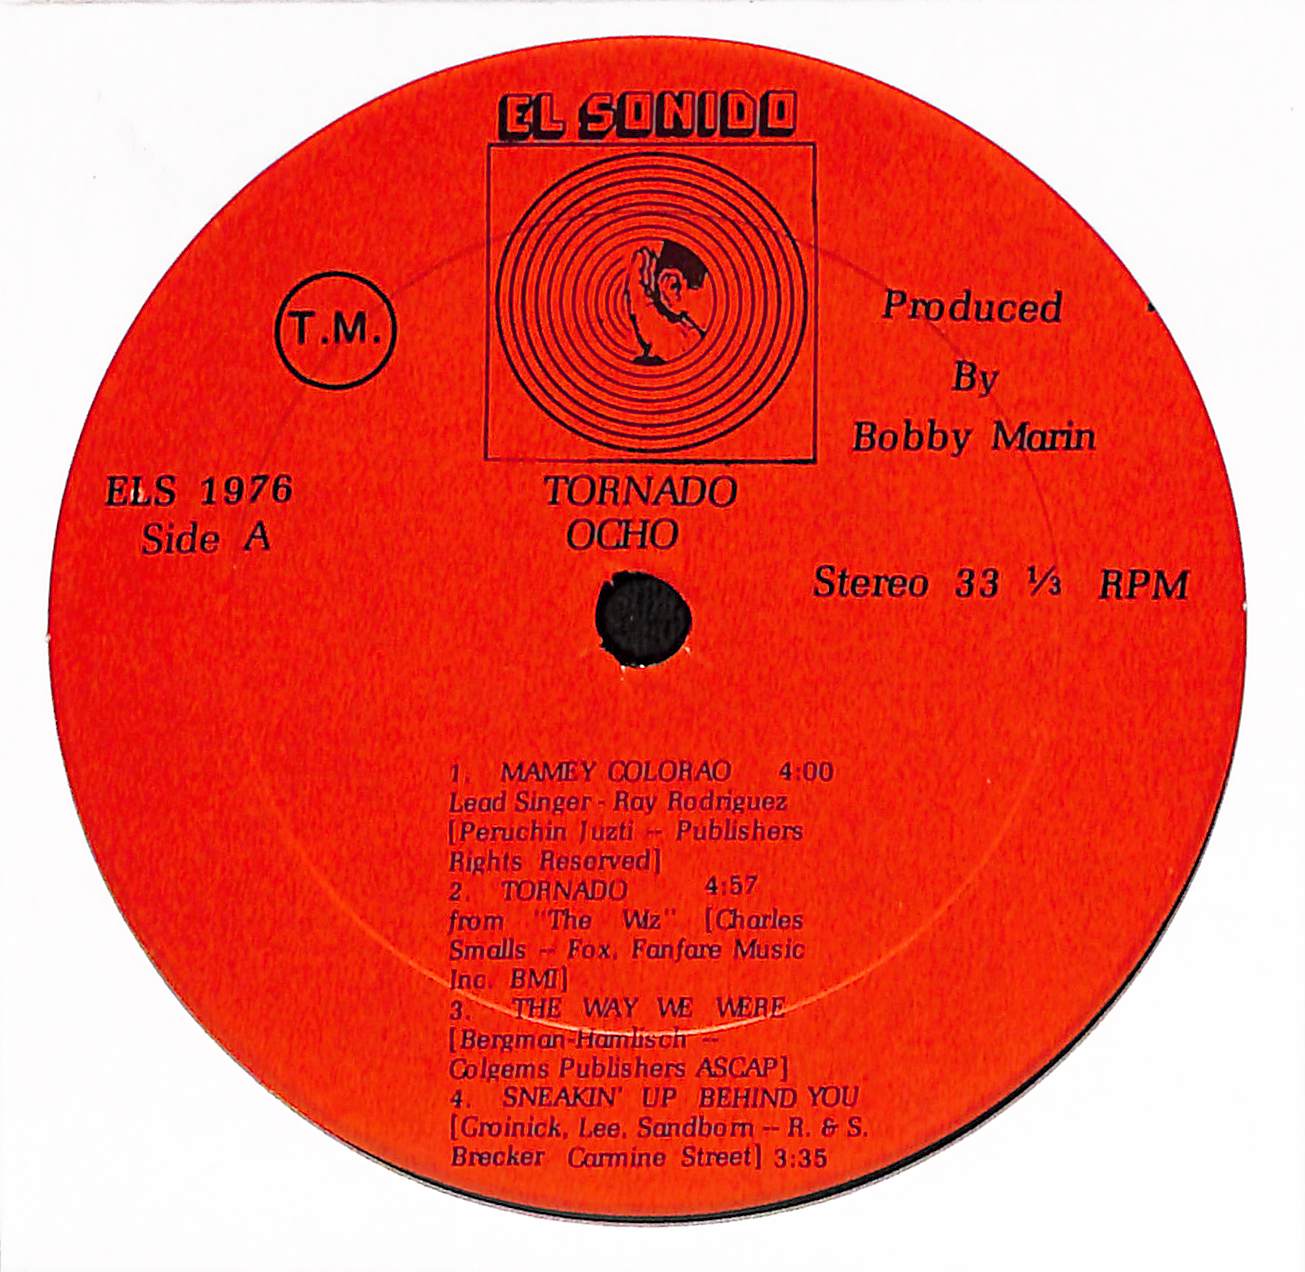 EL SONIDO
T.M.
Produced
By
Bobby Marin
ELS 1976
Side A
TORNADO
OCHO
Stereo 33 ⅓ RPM
1. MAMEY COLORAO 4:00
Lead Singer - Ray Rodriguez
[Peruchin Juzti -- Publishers
Rights Reserved]
2. TORNADO 4:57
from "The Wiz" [Charles
Smalls -- Fox, Fanfare Music
Inc. BMI]
3. THE WAY WE WERE
[Bergman-Hamlisch --
Colgems Publishers ASCAP]
4. SNEAKIN' UP BEHIND YOU
[Groinick, Lee, Sandborn -- R. & S.
Brecker Carmine Street] 3:35